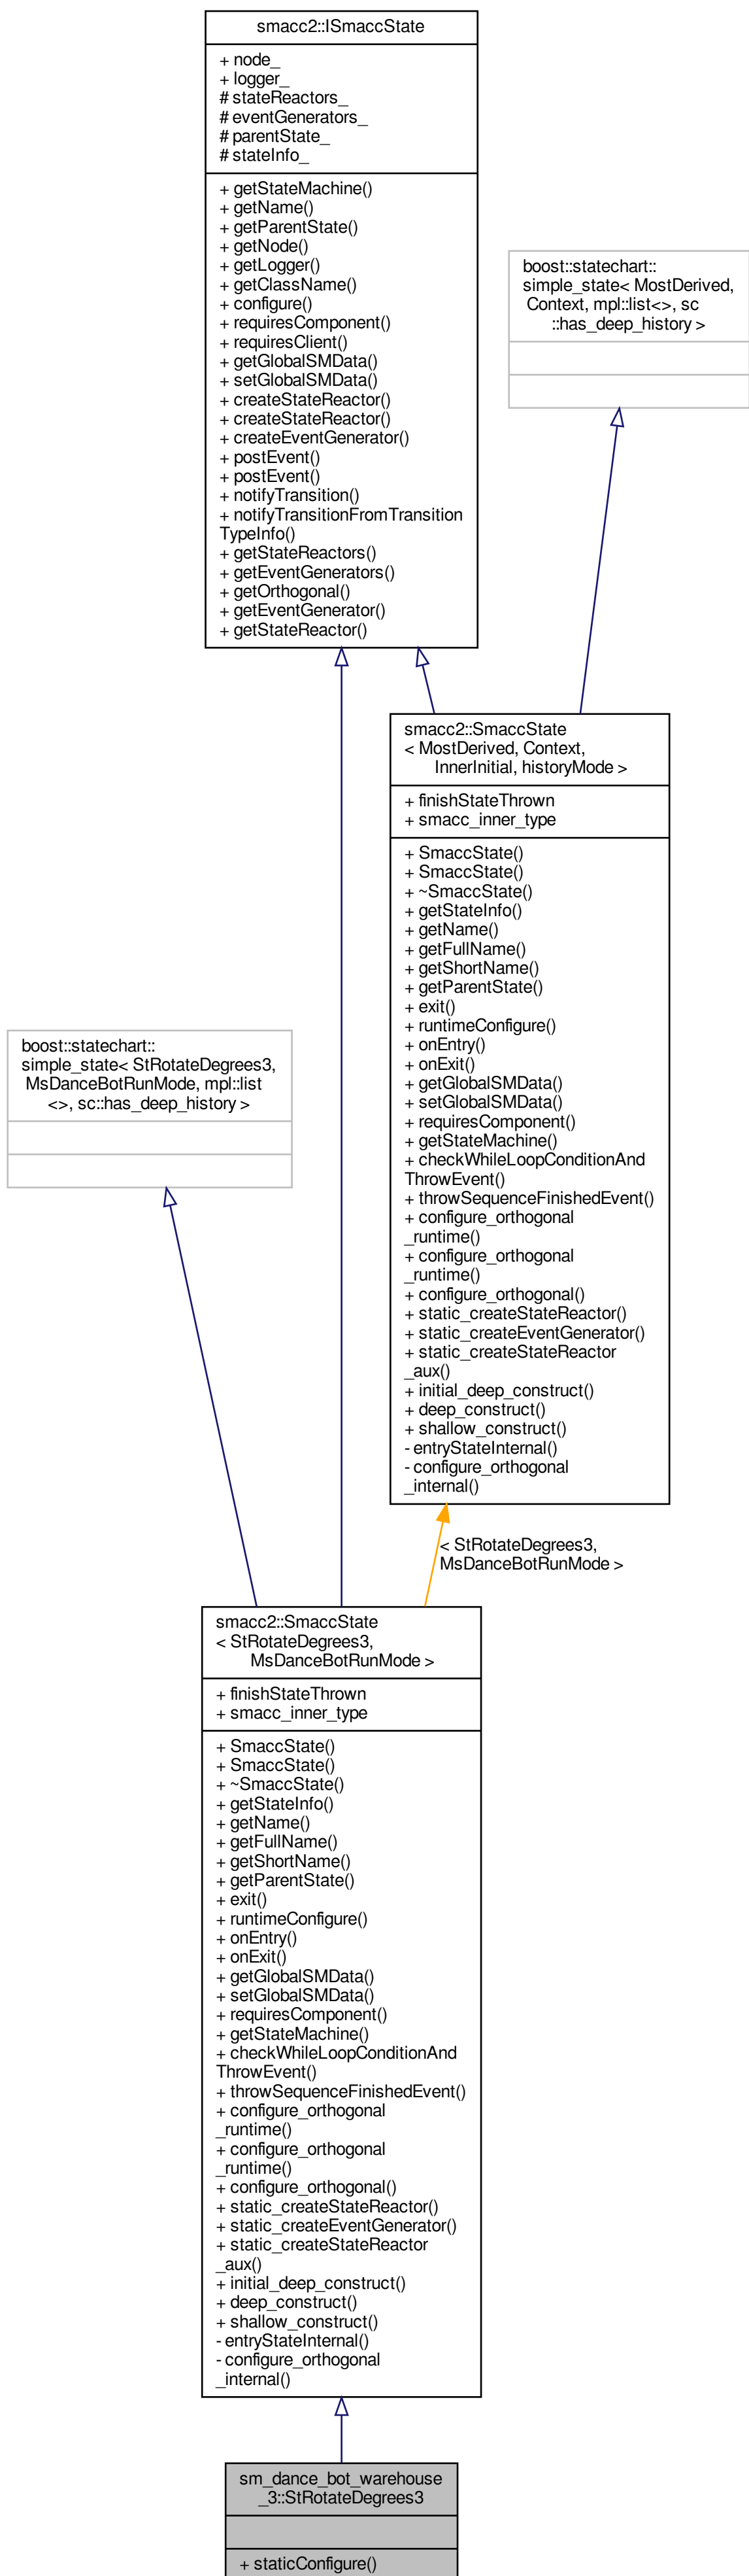 smacc2::ISmaccState
+ node_
+ logger_
# stateReactors_
# eventGenerators_
# parentState_
# stateInfo_
+ getStateMachine()
+ getName()
+ getParentState()
+ getNode()
+ getLogger()
+ getClassName()
+ configure()
+ requiresComponent()
+ requiresClient()
+ getGlobalSMData()
+ setGlobalSMData()
+ createStateReactor()
+ createStateReactor()
+ createEventGenerator()
+ postEvent()
+ postEvent()
+ notifyTransition()
+ notifyTransitionFromTransition
TypeInfo()
+ getStateReactors()
+ getEventGenerators()
+ getOrthogonal()
+ getEventGenerator()
+ getStateReactor()
boost::statechart::
simple_state< MostDerived,
Context, mpl::list<>, sc
::has_deep_history >
smacc2::SmaccState
< MostDerived, Context,
InnerInitial, historyMode >
+ finishStateThrown
+ smacc_inner_type
+ SmaccState()
+ SmaccState()
+ ~SmaccState()
+ getStateInfo()
+ getName()
+ getFullName()
+ getShortName()
+ getParentState()
+ exit()
+ runtimeConfigure()
+ onEntry()
+ onExit()
+ getGlobalSMData()
+ setGlobalSMData()
+ requiresComponent()
+ getStateMachine()
+ checkWhileLoopConditionAnd
ThrowEvent()
+ throwSequenceFinishedEvent()
+ configure_orthogonal
_runtime()
+ configure_orthogonal
_runtime()
+ configure_orthogonal()
+ static_createStateReactor()
+ static_createEventGenerator()
+ static_createStateReactor
_aux()
+ initial_deep_construct()
+ deep_construct()
+ shallow_construct()
- entryStateInternal()
- configure_orthogonal
_internal()
boost::statechart::
simple_state< StRotateDegrees3,
MsDanceBotRunMode, mpl::list
<>, sc::has_deep_history >
< StRotateDegrees3,
MsDanceBotRunMode >
smacc2::SmaccState
< StRotateDegrees3,
MsDanceBotRunMode >
+ finishStateThrown
+ smacc_inner_type
+ SmaccState()
+ SmaccState()
+ ~SmaccState()
+ getStateInfo()
+ getName()
+ getFullName()
+ getShortName()
+ getParentState()
+ exit()
+ runtimeConfigure()
+ onEntry()
+ onExit()
+ getGlobalSMData()
+ setGlobalSMData()
+ requiresComponent()
+ getStateMachine()
+ checkWhileLoopConditionAnd
ThrowEvent()
+ throwSequenceFinishedEvent()
+ configure_orthogonal
_runtime()
+ configure_orthogonal
_runtime()
+ configure_orthogonal()
+ static_createStateReactor()
+ static_createEventGenerator()
+ static_createStateReactor
_aux()
+ initial_deep_construct()
+ deep_construct()
+ shallow_construct()
- entryStateInternal()
- configure_orthogonal
_internal()
sm_dance_bot_warehouse
_3::StRotateDegrees3
+ staticConfigure()